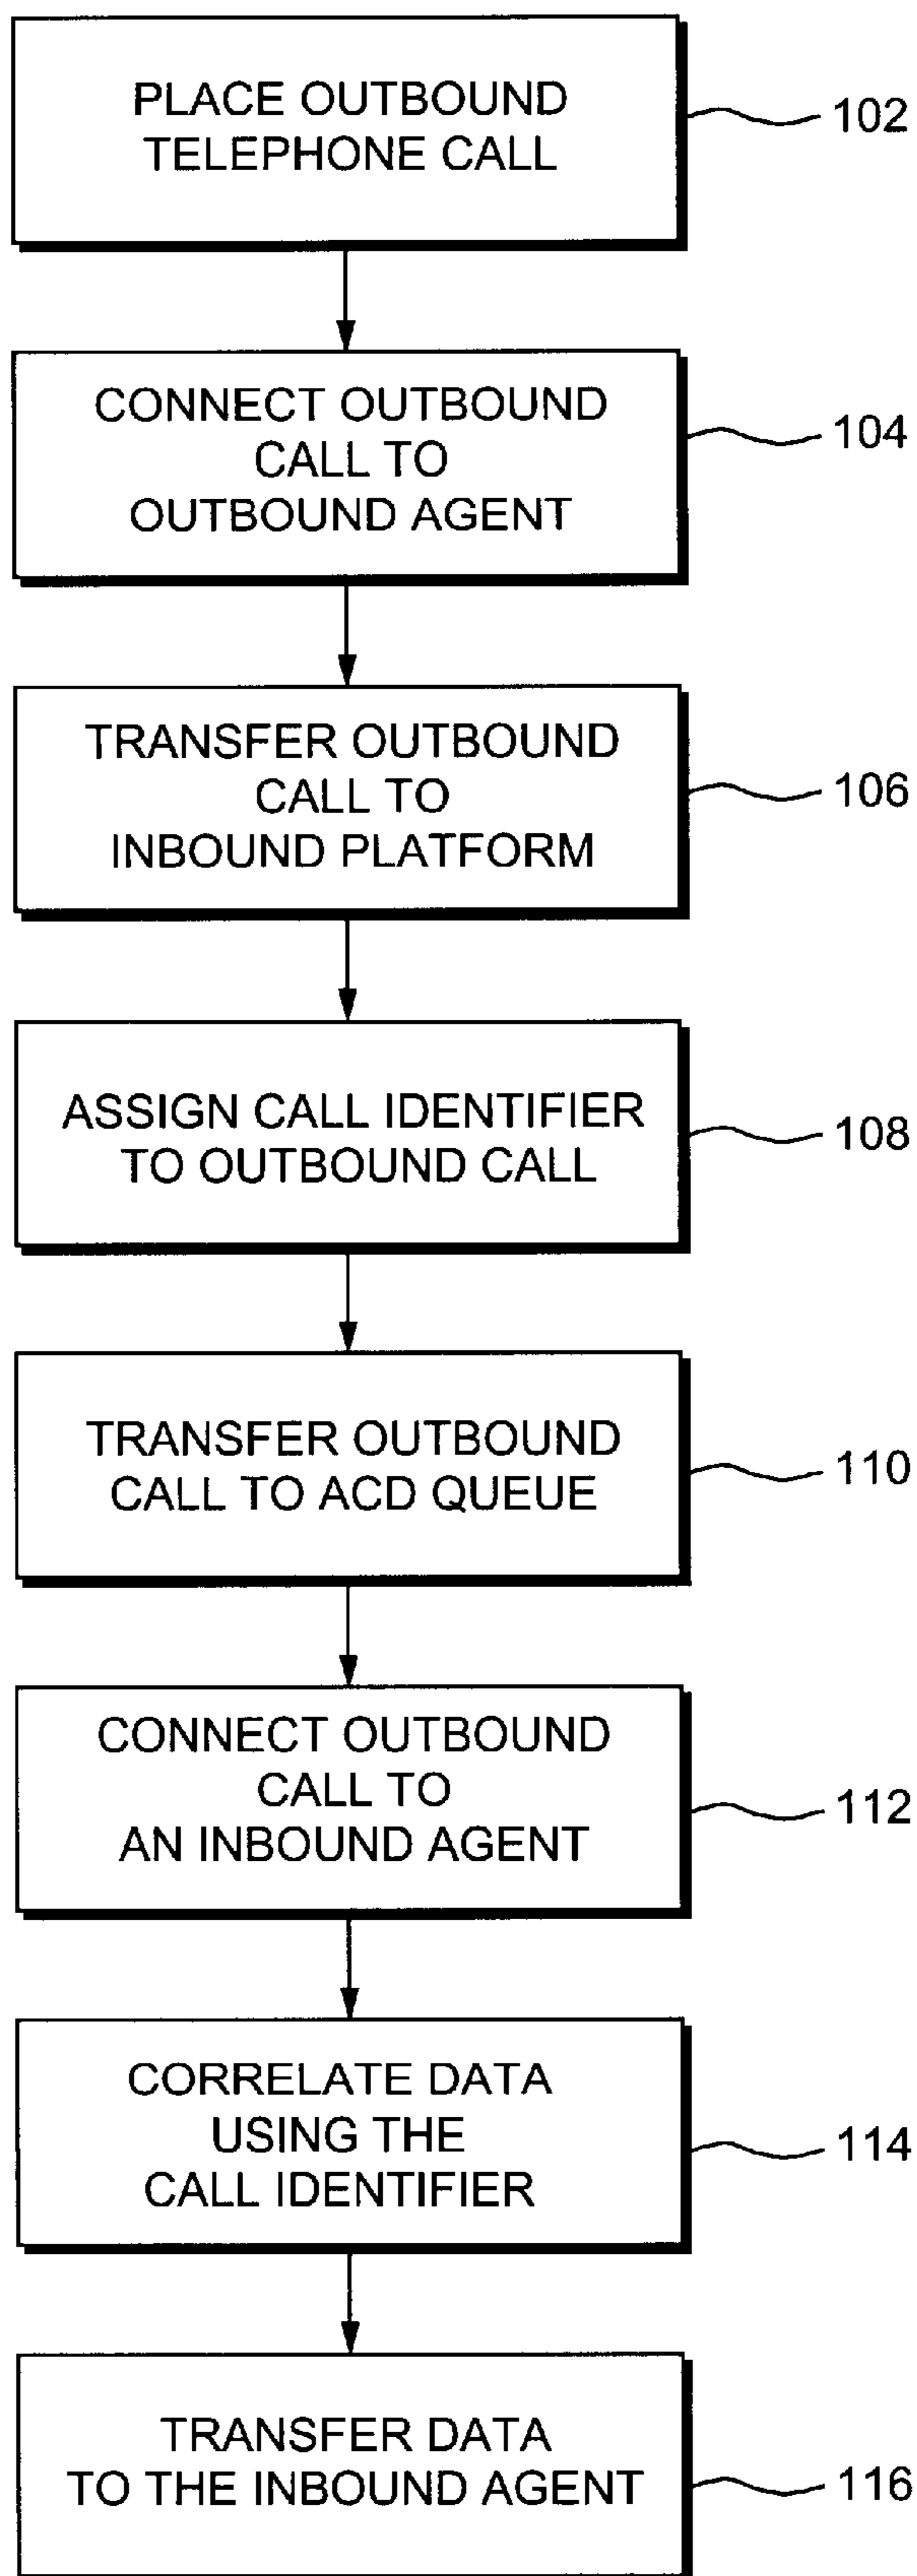 PLACE OUTBOUND
TELEPHONE CALL
102
CONNECT OUTBOUND
CALL TO
OUTBOUND AGENT
104
TRANSFER OUTBOUND
CALL TO
INBOUND PLATFORM
106
ASSIGN CALL IDENTIFIER
TO OUTBOUND CALL
108
TRANSFER OUTBOUND
CALL TO ACD QUEUE
110
CONNECT OUTBOUND
CALL TO
AN INBOUND AGENT
112
CORRELATE DATA
USING THE
CALL IDENTIFIER
114
TRANSFER DATA
TO THE INBOUND AGENT
116